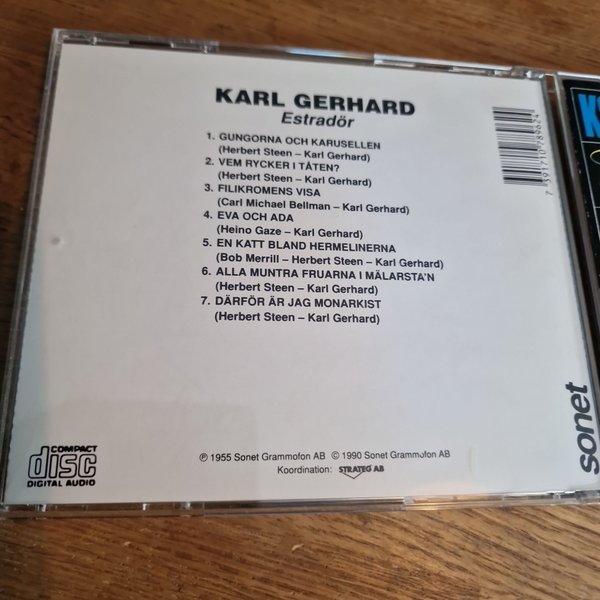 KARL GERHARD
Estradör
1. GUNGORNA OCH KARUSELLEN
(Herbert Steen – Karl Gerhard)
2. VEM RYCKER I TÅTEN?
(Herbert Steen – Karl Gerhard)
3. FILIKROMENS VISA
(Carl Michael Bellman – Karl Gerhard)
4. EVA OCH ADA
(Heino Gaze – Karl Gerhard)
5. EN KATT BLAND HERMELINERNA
(Bob Merrill – Herbert Steen – Karl Gerhard)
6. ALLA MUNTRA FRUARNA I MÄLARSTA'N
(Herbert Steen – Karl Gerhard)
7. DÄRFÖR ÄR JAG MONARKIST
(Herbert Steen – Karl Gerhard)
7 391710 789624
sonet
COMPACT
disc
DIGITAL AUDIO
℗ 1955 Sonet Grammofon AB © 1990 Sonet Grammofon AB
Koordination: STRATEG AB